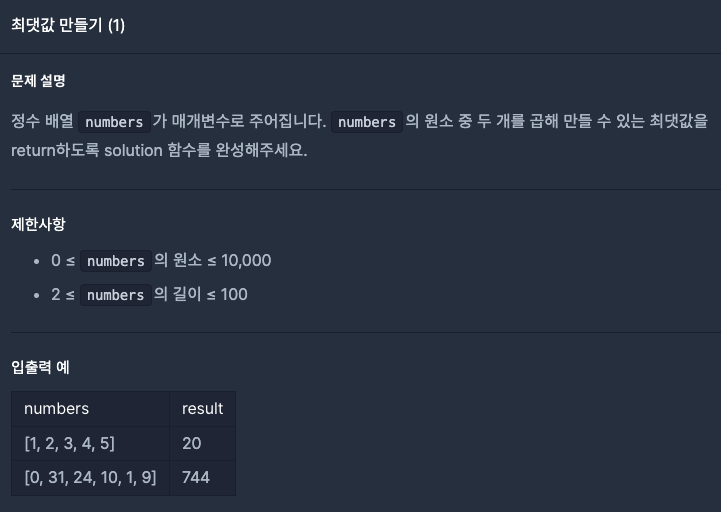 최댓값 만들기 (1)
문제 설명
정수 배열 numbers 가 매개변수로 주어집니다. numbers 의 원소 중 두 개를 곱해 만들 수 있는 최댓값을
return하도록 solution 함수를 완성해주세요.
제한사항
• 0 ≤ numbers 의 원소 ≤ 10,000
• 2 ≤ numbers 의 길이 ≤ 100
입출력 예
numbers result
[1, 2, 3, 4, 5] 20
[0, 31, 24, 10, 1, 9] 744